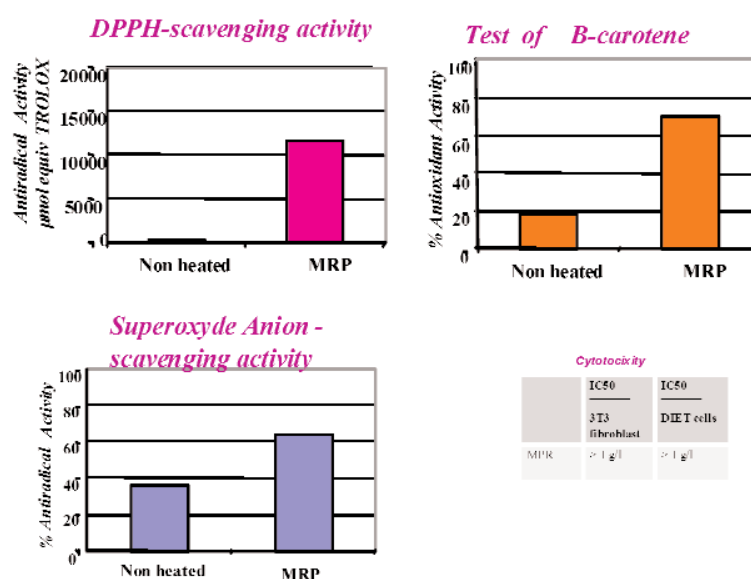 DPPH-scavenging activity
Antiradical Activity
µmol equiv TROLOX
20000
15000
10000
5000
0
Non heated
MRP
Test of B-carotene
% Antioxidant Activity
100
80
60
40
20
0
Non heated
MRP
Superoxyde Anion -
scavenging activity
% Antiradical Activity
100
80
60
40
20
0
Non heated
MRP
Cytotocixity
IC50 IC50
3T3 DIET cells
fibroblast
MPR > 1 g/l > 1 g/l